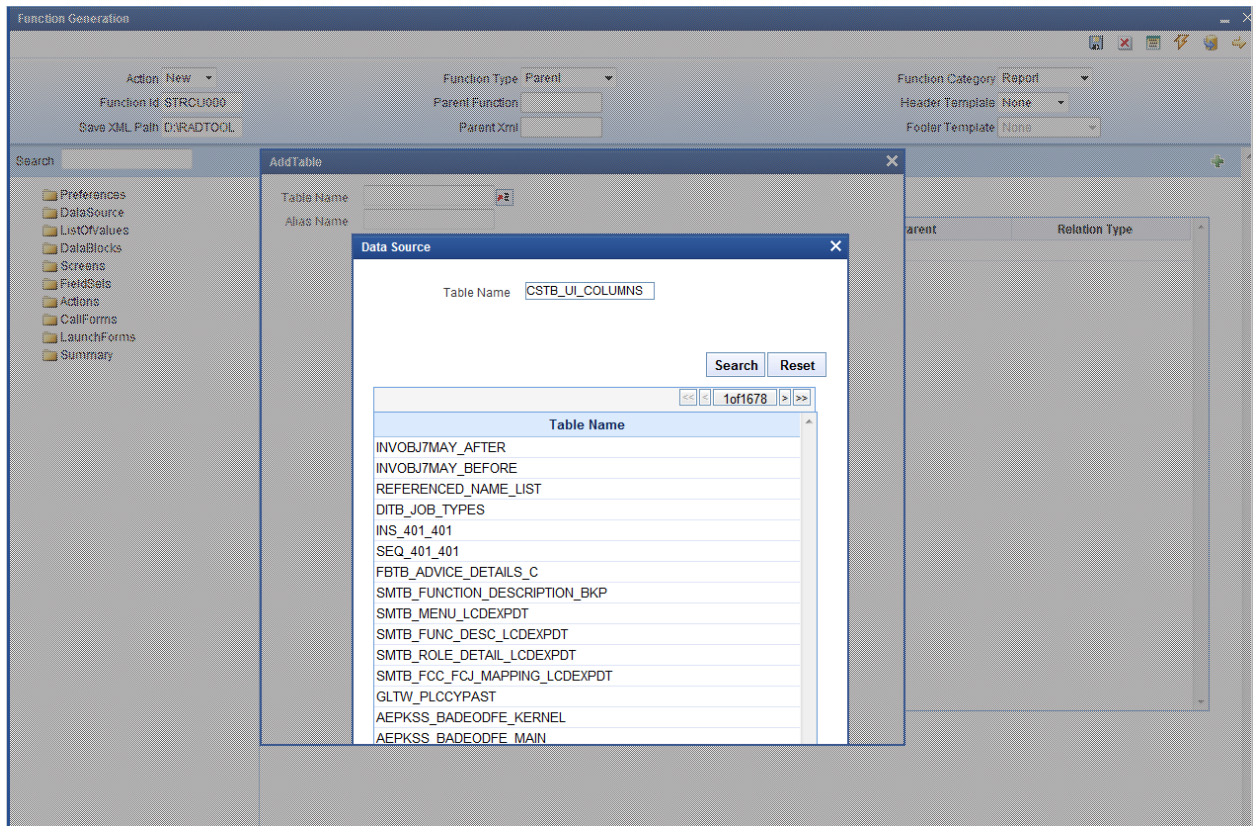 Function Generation
Action New
Function Type Parent
Function Category Report
Function Id STRCU000
Parent Function
Header Template None
Save XML Path D:\RADTOOL
Parent Xml
Footer Template None
Search
AddTable
Preferences
DataSource
ListOfValues
DataBlocks
Screens
FieldSets
Actions
CallForms
LaunchForms
Summary
Table Name
Alias Name
arent
Relation Type
Data Source
Table Name CSTB_UI_COLUMNS
Search Reset
<< < 1of1678 > >>
Table Name
INVOBJ7MAY_AFTER
INVOBJ7MAY_BEFORE
REFERENCED_NAME_LIST
DITB_JOB_TYPES
INS_401_401
SEQ_401_401
FBTB_ADVICE_DETAILS_C
SMTB_FUNCTION_DESCRIPTION_BKP
SMTB_MENU_LCDEXPDT
SMTB_FUNC_DESC_LCDEXPDT
SMTB_ROLE_DETAIL_LCDEXPDT
SMTB_FCC_FCJ_MAPPING_LCDEXPDT
GLTW_PLCCYPAST
AEPKSS_BADEODFE_KERNEL
AEPKSS_BADEODFE_MAIN